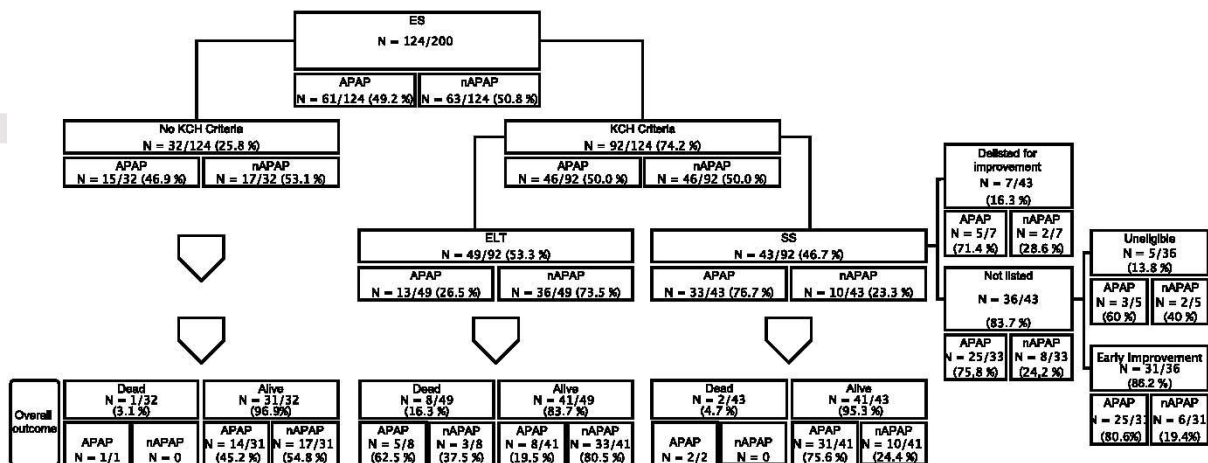 ES
N = 124/200
APAP
N = 61/124 (49.2 %)
nAPAP
N = 63/124 (50.8 %)
No KCH Criteria
N = 32/124 (25.8 %)
APAP
N = 15/32 (46.9 %)
nAPAP
N = 17/32 (53.1 %)
KCH Criteria
N = 92/124 (74.2 %)
APAP
N = 46/92 (50.0 %)
nAPAP
N = 46/92 (50.0 %)
ELT
N = 49/92 (53.3 %)
APAP
N = 13/49 (26.5 %)
nAPAP
N = 36/49 (73.5 %)
SS
N = 43/92 (46.7 %)
APAP
N = 33/43 (76.7 %)
nAPAP
N = 10/43 (23.3 %)
Delisted for
improvement
N = 7/43
(16.3 %)
APAP
N = 5/7
(71.4 %)
nAPAP
N = 2/7
(28.6 %)
Not listed
N = 36/43
(83.7 %)
APAP
N = 25/33
(75,8 %)
nAPAP
N = 8/33
(24,2 %)
Uneligible
N = 5/36
(13.8 %)
APAP
N = 3/5
(60 %)
nAPAP
N = 2/5
(40 %)
Early Improvement
N = 31/36
(86.2 %)
APAP
N = 25/31
(80.6%)
nAPAP
N = 6/31
(19.4%)
Overall
outcome
Dead
N = 1/32
(3.1 %)
Alive
N = 31/32
(96.9%)
APAP
N = 1/1
nAPAP
N = 0
APAP
N = 14/31
(45.2 %)
nAPAP
N = 17/31
(54.8 %)
Dead
N = 8/49
(16.3 %)
Alive
N = 41/49
(83.7%)
APAP
N = 5/8
(62.5 %)
nAPAP
N = 3/8
(37.5 %)
APAP
N = 8/41
(19.5 %)
nAPAP
N = 33/41
(80.5 %)
Dead
N = 2/43
(4.7 %)
Alive
N = 41/43
(95.3 %)
APAP
N = 2/2
nAPAP
N = 0
APAP
N = 31/41
(75.6 %)
nAPAP
N = 10/41
(24.4 %)